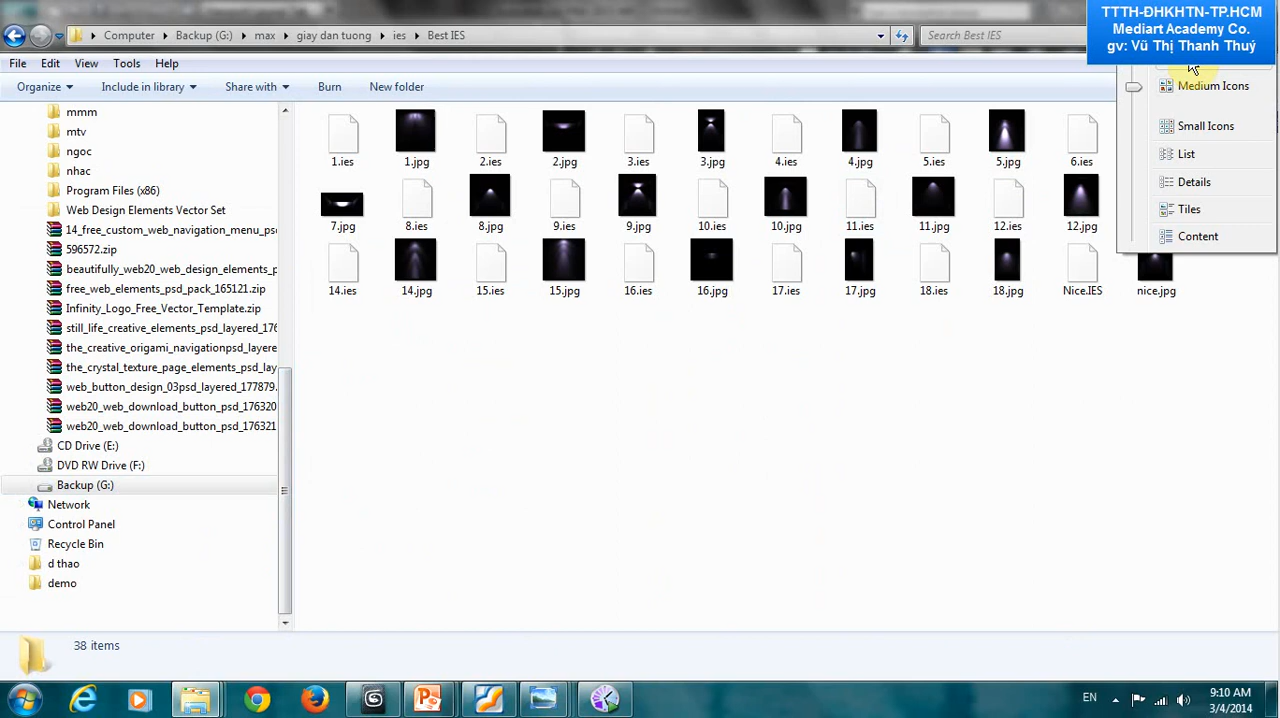 TTTH-ĐHKHTN-TP.HCM
Mediart Academy Co.
gv: Vũ Thị Thanh Thuý
Computer
Backup (G:)
max
giay dan tuong
ies
Best IES
Search Best IES
File
Edit
View
Tools
Help
Organize
Include in library
Share with
Burn
New folder
Medium Icons
Small Icons
List
Details
Tiles
Content
mmm
mtv
ngoc
nhac
Program Files (x86)
Web Design Elements Vector Set
14_free_custom_web_navigation_menu_ps
596572.zip
beautifully_web20_web_design_elements_p
free_web_elements_psd_pack_165121.zip
Infinity_Logo_Free_Vector_Template.zip
still_life_creative_elements_psd_layered_176
the_creative_origami_navigationpsd_layere
the_crystal_texture_page_elements_psd_lay
web_button_design_03psd_layered_177879.
web20_web_download_button_psd_176320
web20_web_download_button_psd_176321
CD Drive (E:)
DVD RW Drive (F:)
Backup (G:)
Network
Control Panel
Recycle Bin
d thao
demo
1.ies
1.jpg
2.ies
2.jpg
3.ies
3.jpg
4.ies
4.jpg
5.ies
5.jpg
6.ies
7.jpg
8.ies
8.jpg
9.ies
9.jpg
10.ies
10.jpg
11.ies
11.jpg
12.ies
12.jpg
14.ies
14.jpg
15.ies
15.jpg
16.ies
16.jpg
17.ies
17.jpg
18.ies
18.jpg
Nice.IES
nice.jpg
38 items
EN
9:10 AM
3/4/2014